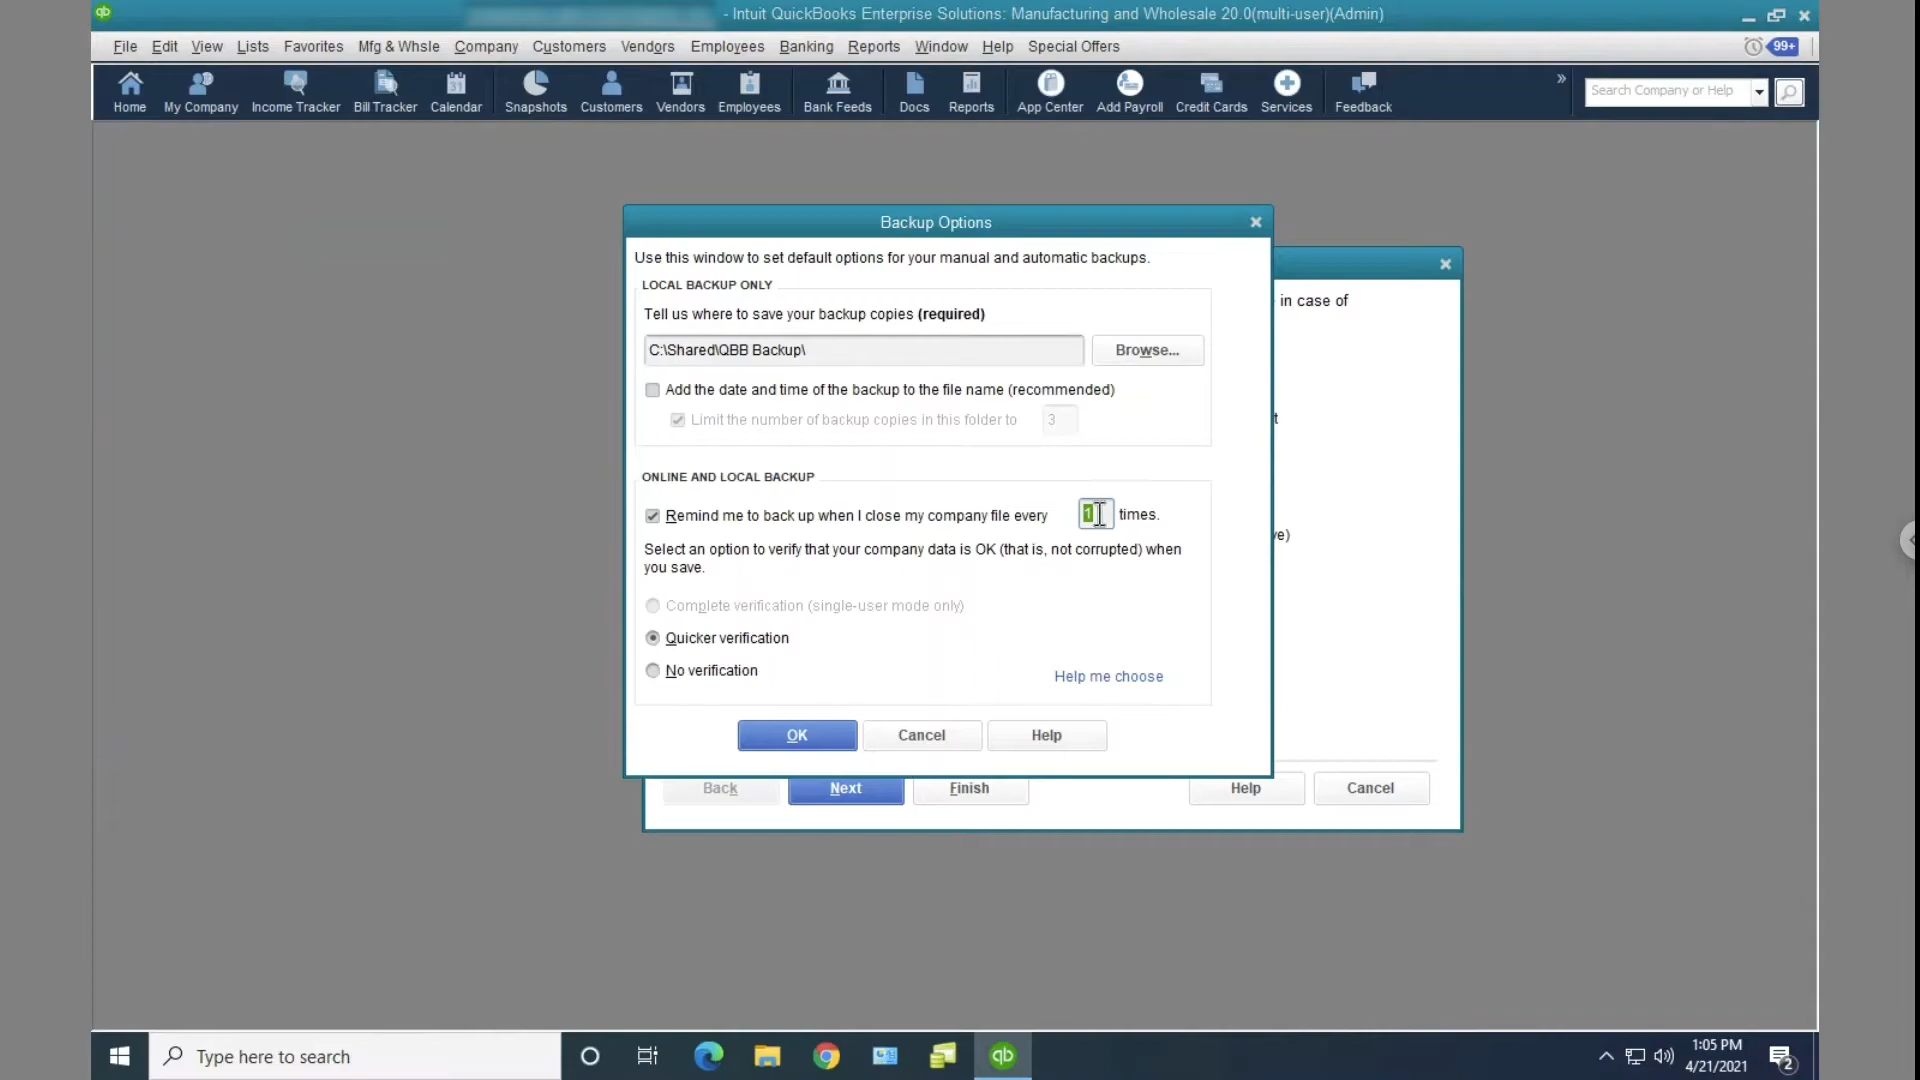 qb
- Intuit QuickBooks Enterprise Solutions: Manufacturing and Wholesale 20.0(multi-user)(Admin)
File Edit View Lists Favorites Mfg & Whsle Company Customers Vendors Employees Banking Reports Window Help Special Offers
99+
Home My Company Income Tracker Bill Tracker Calendar Snapshots Customers Vendors Employees Bank Feeds Docs Reports App Center Add Payroll Credit Cards Services Feedback
31
»
Search Company or Help
Backup Options
Use this window to set default options for your manual and automatic backups.
LOCAL BACKUP ONLY
in case of
Tell us where to save your backup copies (required)
C:\Shared\QBB Backup\
Browse...
Add the date and time of the backup to the file name (recommended)
Limit the number of backup copies in this folder to 3
t
ONLINE AND LOCAL BACKUP
Remind me to back up when I close my company file every 1 times.
ve)
Select an option to verify that your company data is OK (that is, not corrupted) when
you save.
Complete verification (single-user mode only)
Quicker verification
No verification
Help me choose
OK Cancel Help
Back Next Finish Help Cancel
Type here to search
qb
1:05 PM
4/21/2021
2